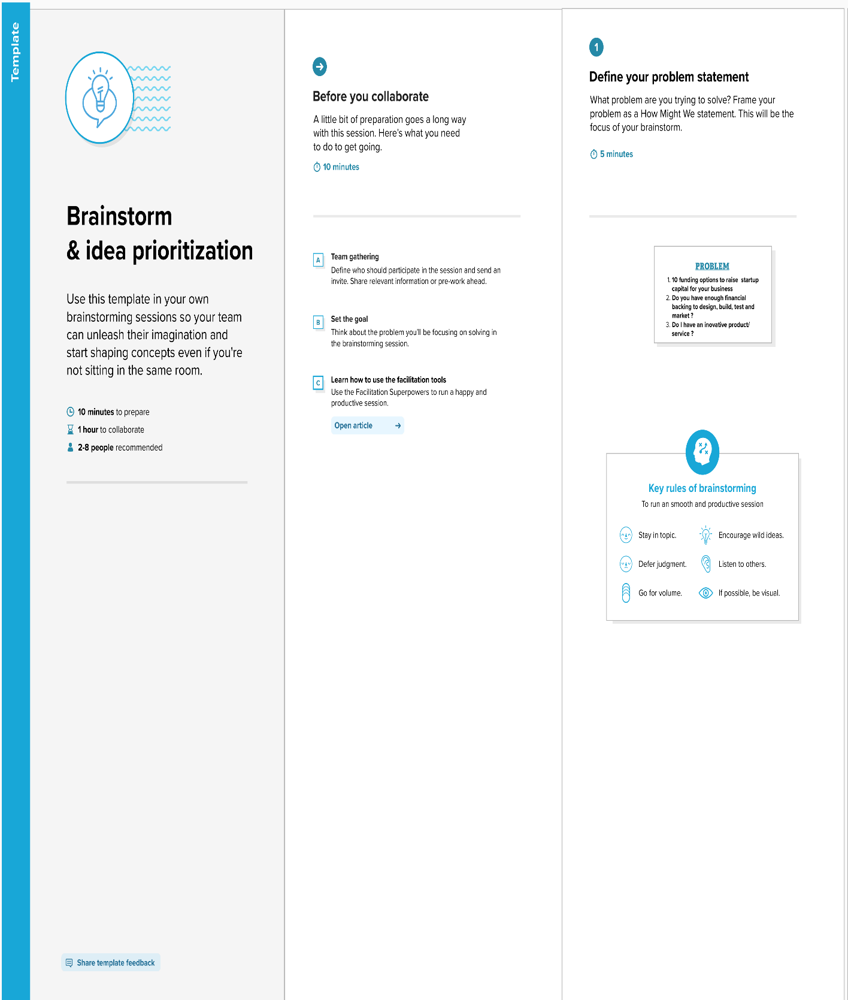 Template
Brainstorm
& idea prioritization
Use this template in your own
brainstorming sessions so your team
can unleash their imagination and
start shaping concepts even if you're
not sitting in the same room.
10 minutes to prepare
1 hour to collaborate
2-8 people recommended
Share template feedback
Before you collaborate
A little bit of preparation goes a long way
with this session. Here's what you need
to do to get going.
10 minutes
A
Team gathering
Define who should participate in the session and send an
invite. Share relevant information or pre-work ahead.
B
Set the goal
Think about the problem you'll be focusing on solving in
the brainstorming session.
C
Learn how to use the facilitation tools
Use the Facilitation Superpowers to run a happy and
productive session.
Open article
1
Define your problem statement
What problem are you trying to solve? Frame your
problem as a How Might We statement. This will be the
focus of your brainstorm.
5 minutes
PROBLEM
1. 10 funding options to raise startup
capital for your business
2. Do you have enough financial
backing to design, build, test and
market ?
3. Do I have an inovative product/
service ?
Key rules of brainstorming
To run an smooth and productive session
Stay in topic.
Encourage wild ideas.
Defer judgment.
Listen to others.
Go for volume.
If possible, be visual.